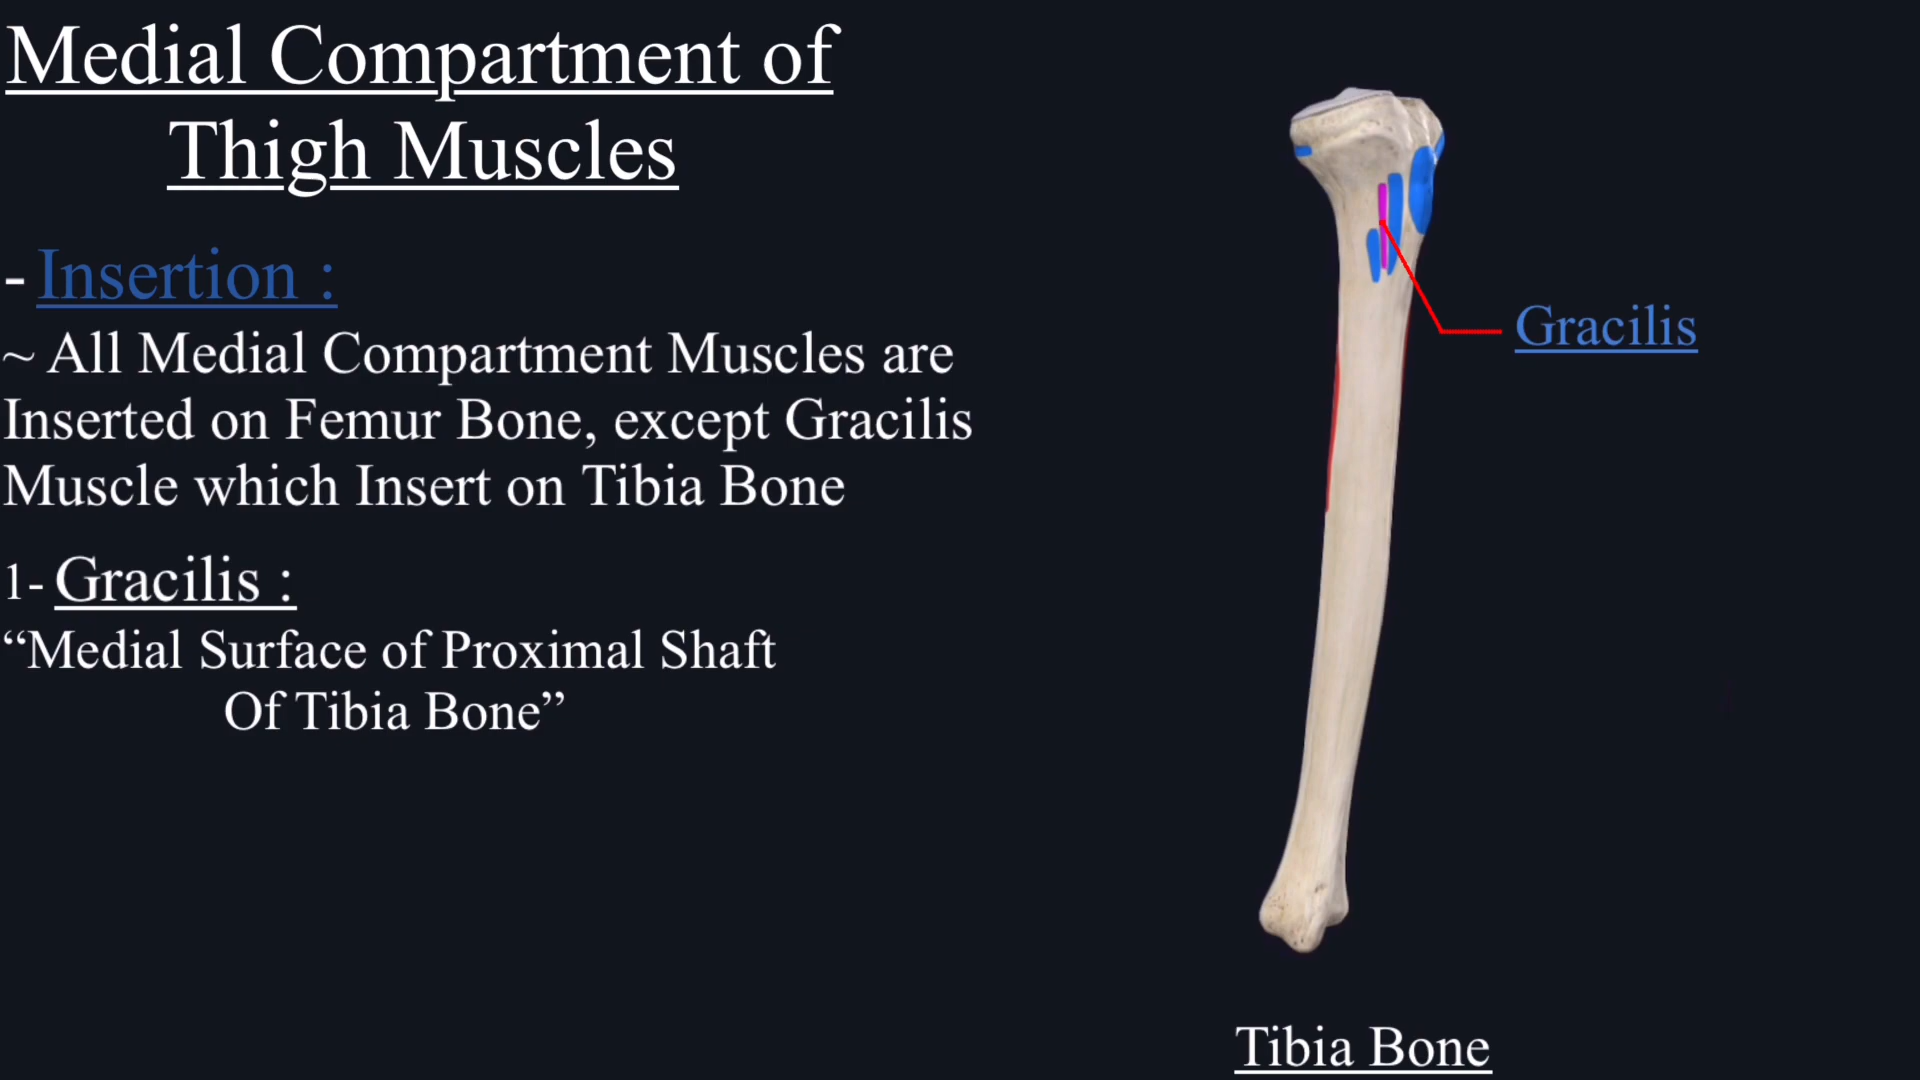 Medial Compartment of
Thigh Muscles
- Insertion :
~ All Medial Compartment Muscles are
Inserted on Femur Bone, except Gracilis
Muscle which Insert on Tibia Bone
1- Gracilis :
“Medial Surface of Proximal Shaft
Of Tibia Bone”
Gracilis
Tibia Bone